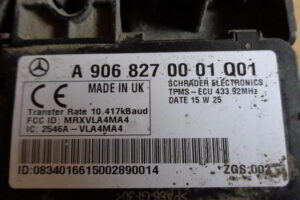 A 906 827 00 01 Q01
MADE IN UK
SCHRADER ELECTRONICS
TPMS-ECU 433.92MHz
DATE 15 W 25
Transfer Rate 10.417kBaud
FCC ID: MRXVLA4MA4
IC: 2546A-VLA4MA4
ID:0834016615002890014
ZGS:002